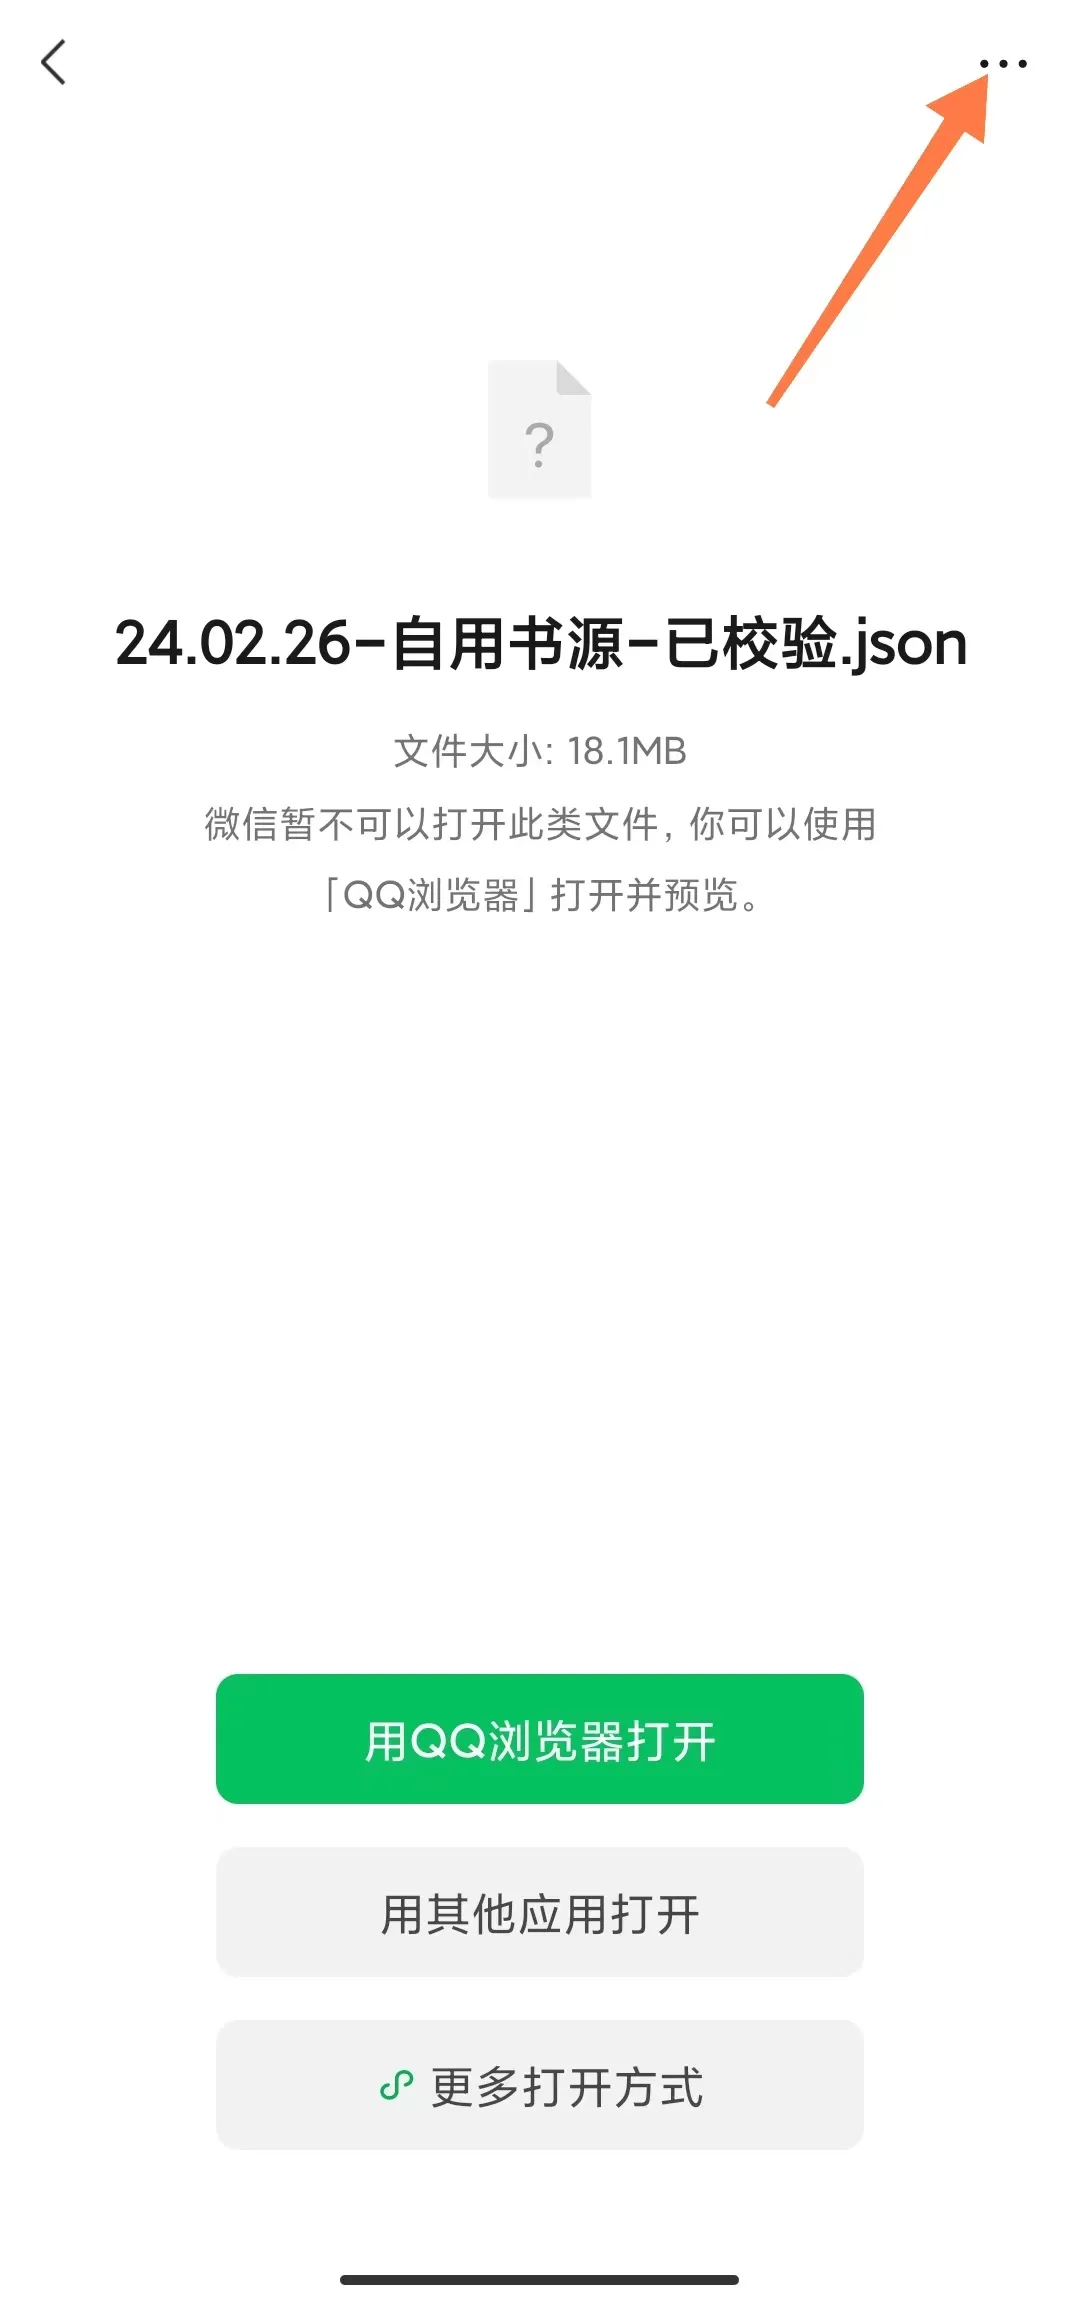 24.02.26-自用书源-已校验.json
文件大小: 18.1MB
微信暂不可以打开此类文件, 你可以使用
「QQ浏览器」打开并预览。
用QQ浏览器打开
用其他应用打开
更多打开方式